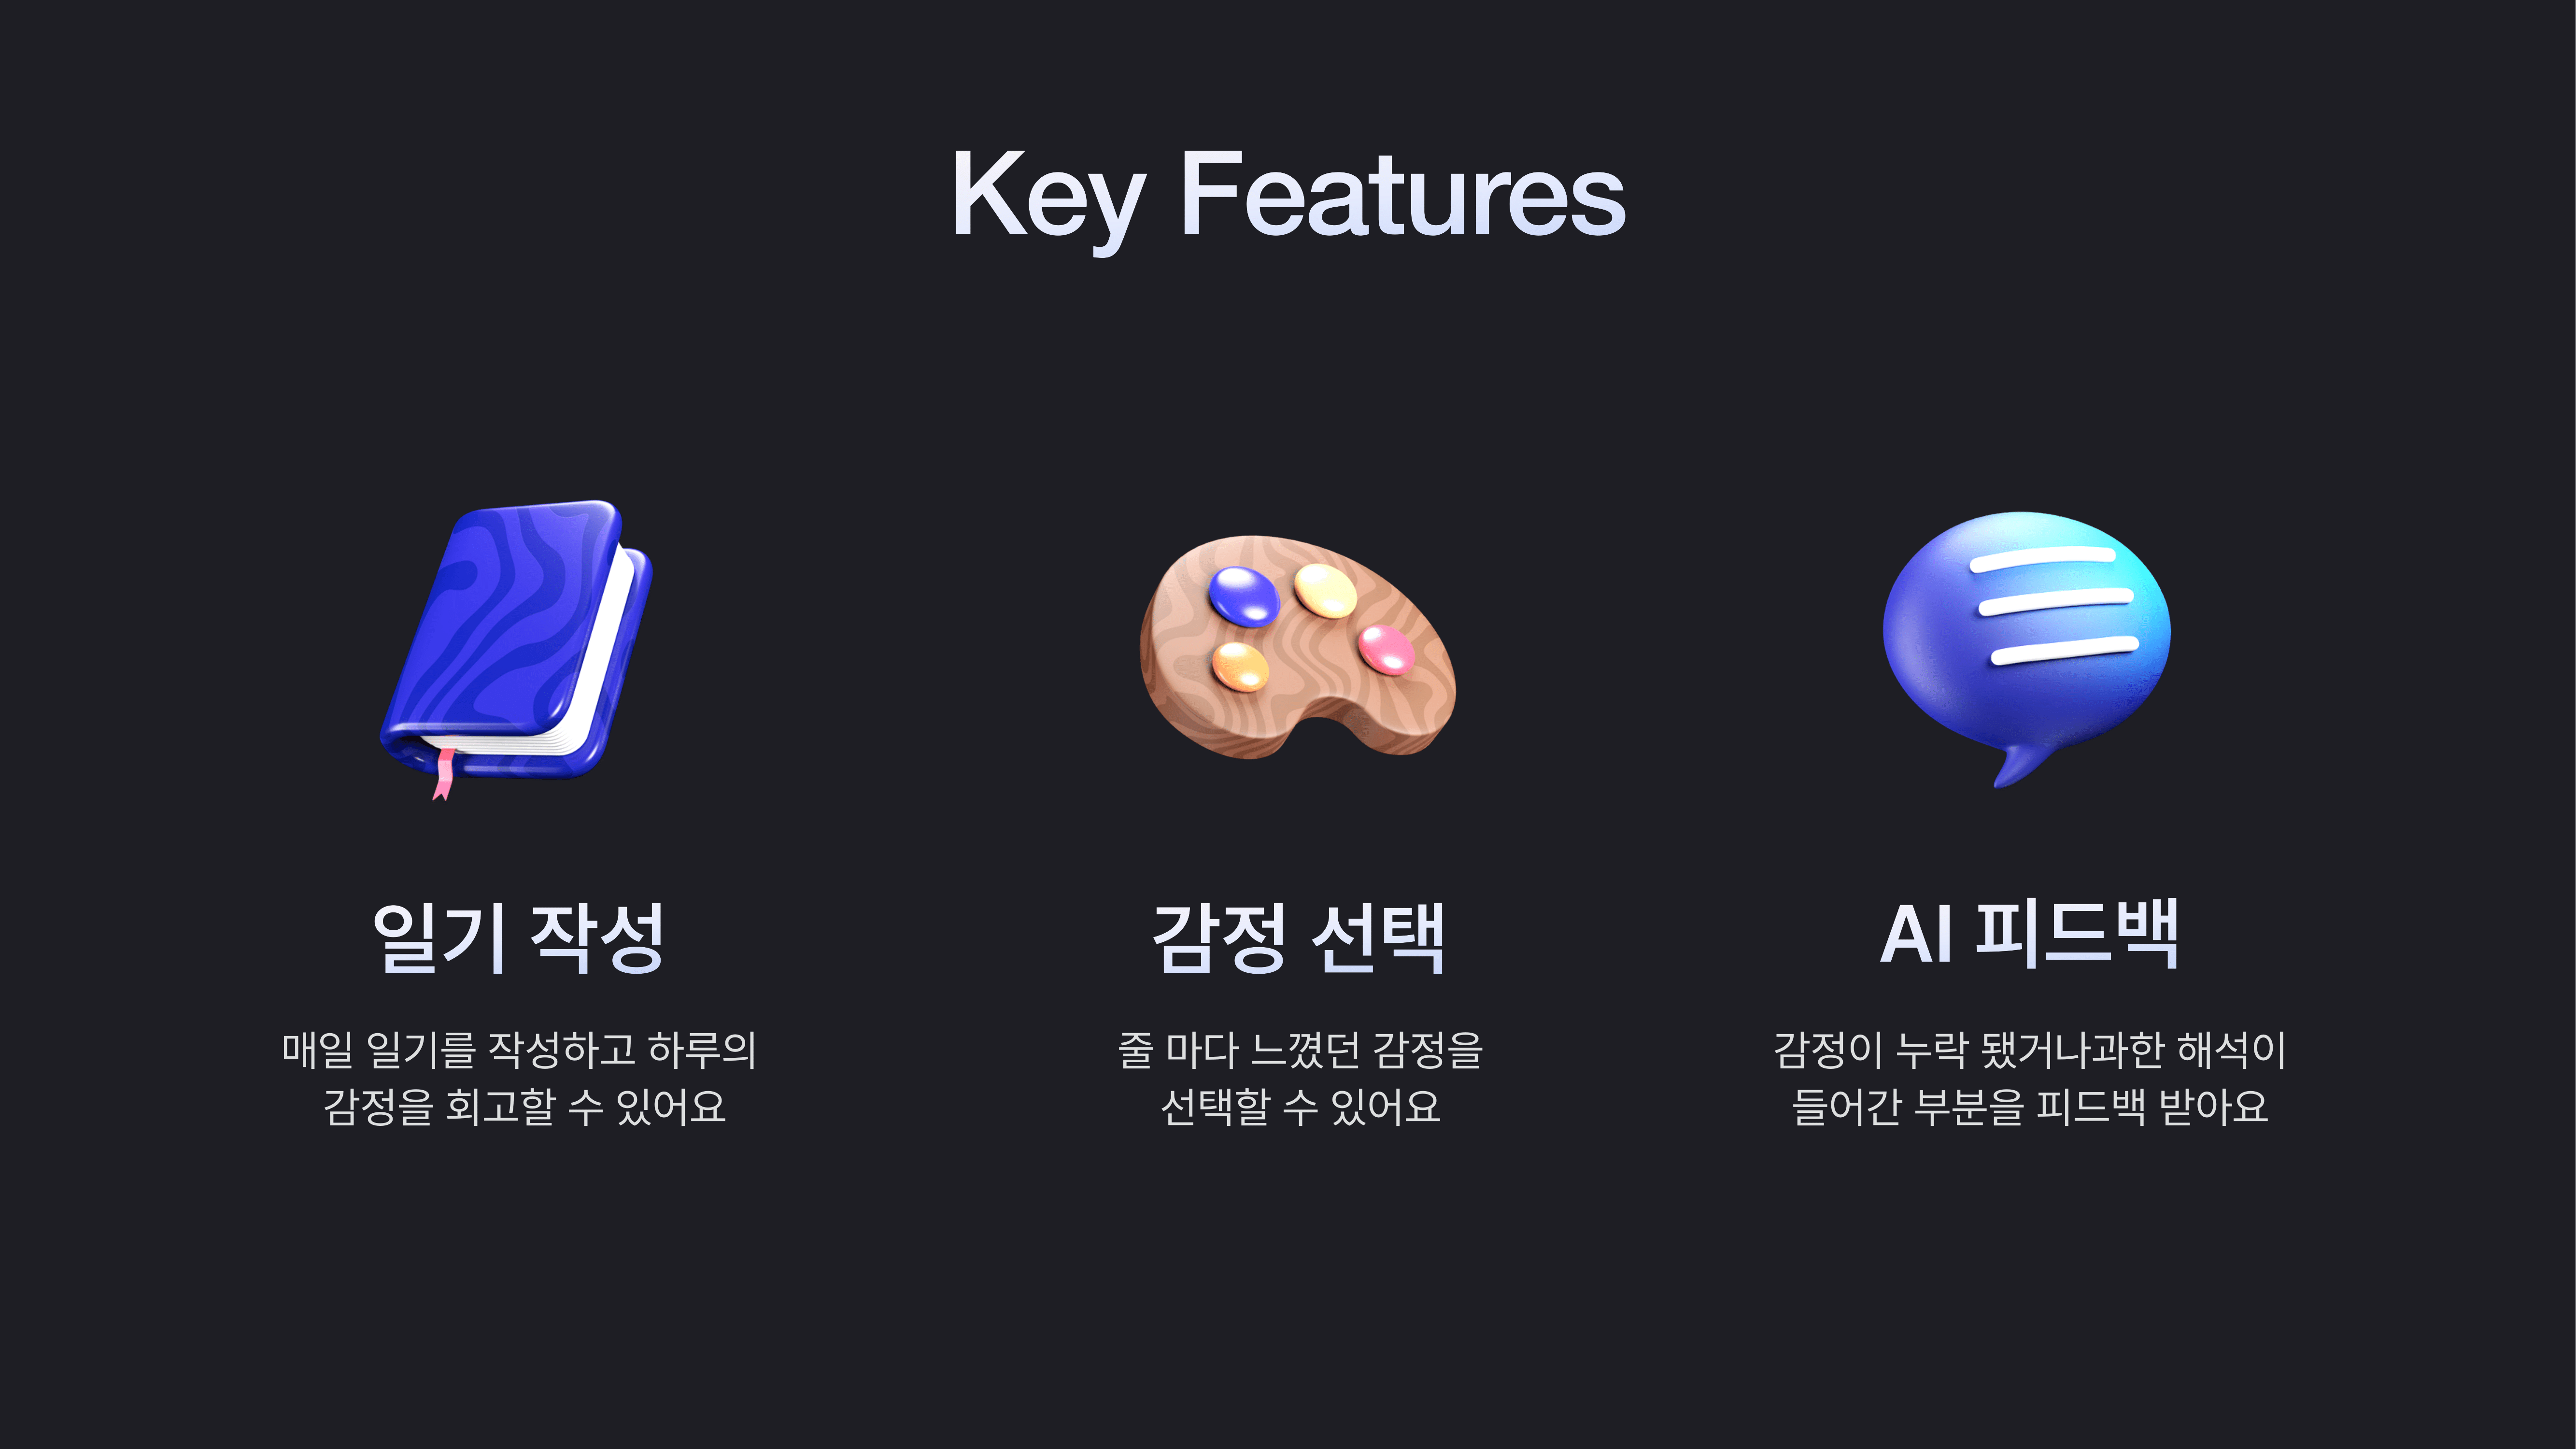 Key Features
일기 작성
매일 일기를 작성하고 하루의
감정을 회고할 수 있어요
감정 선택
줄 마다 느꼈던 감정을
선택할 수 있어요
AI 피드백
감정이 누락 됐거나과한 해석이
들어간 부분을 피드백 받아요